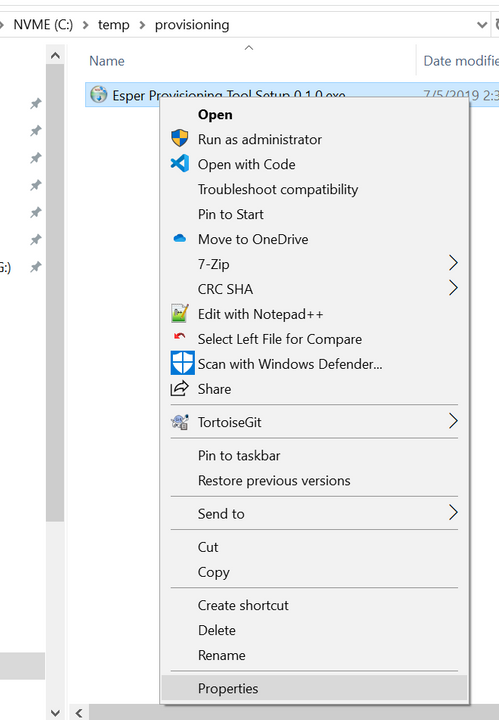 NVME (C:) › temp › provisioning
Name
Date modifie
Esper Provisioning Tool Setup 0.1.0.exe
7/5/2019 2:3
Open
Run as administrator
Open with Code
Troubleshoot compatibility
Pin to Start
Move to OneDrive
7-Zip
G:)
CRC SHA
Edit with Notepad++
Select Left File for Compare
Scan with Windows Defender...
Share
TortoiseGit
Pin to taskbar
Restore previous versions
Send to
Cut
Copy
Create shortcut
Delete
Rename
Properties